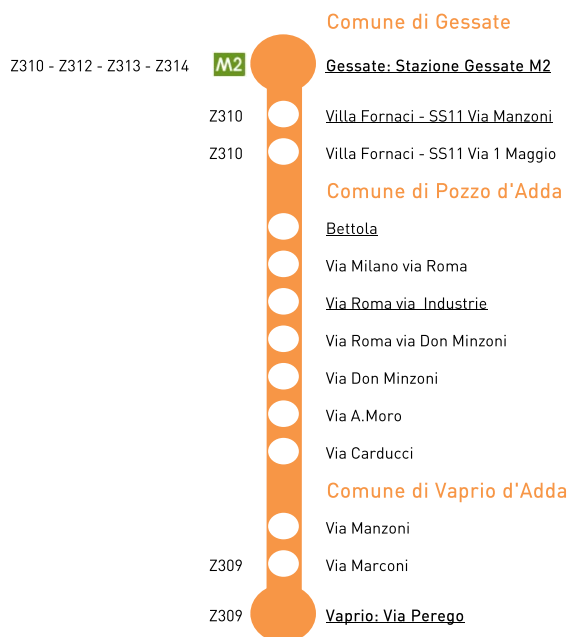 Comune di Gessate
Z310 - Z312 - Z313 - Z314 M2 Gessate: Stazione Gessate M2
Z310 Villa Fornaci - SS11 Via Manzoni
Z310 Villa Fornaci - SS11 Via 1 Maggio
Comune di Pozzo d'Adda
Bettola
Via Milano via Roma
Via Roma via Industrie
Via Roma via Don Minzoni
Via Don Minzoni
Via A.Moro
Via Carducci
Comune di Vaprio d'Adda
Via Manzoni
Z309 Via Marconi
Z309 Vaprio: Via Perego